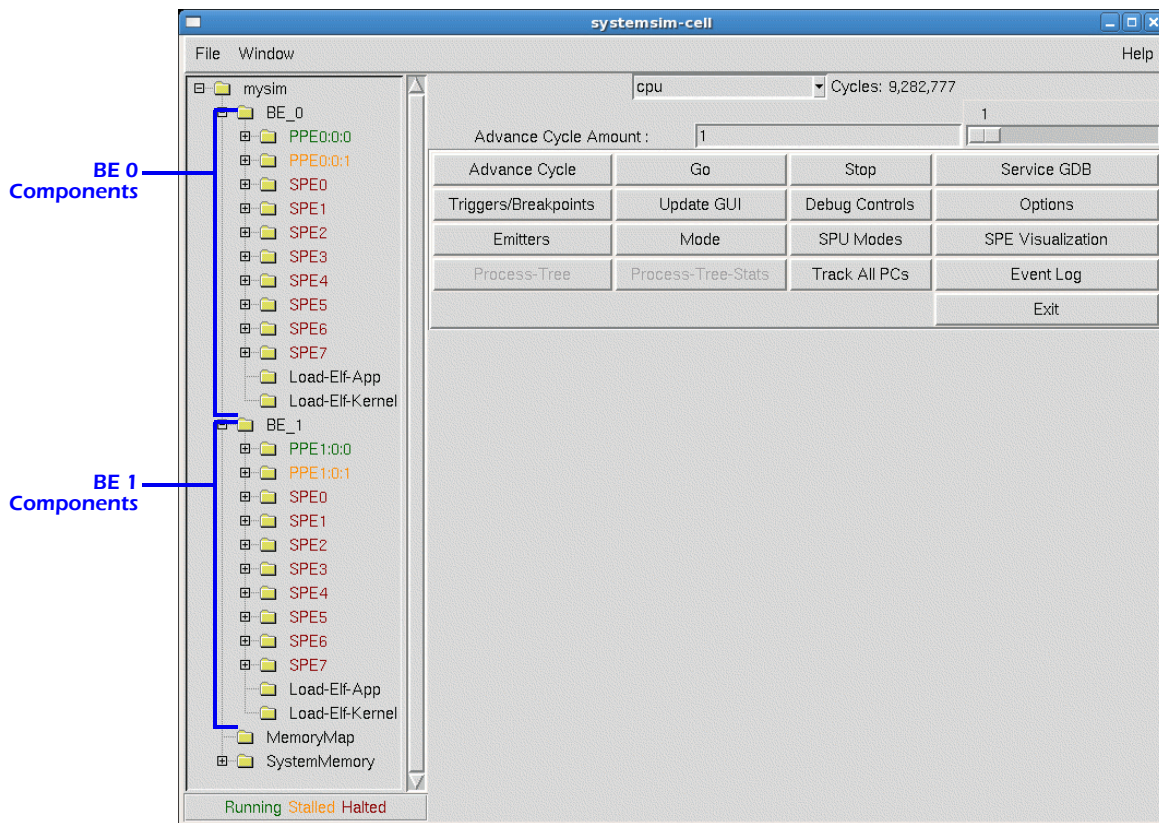 systemsim-cell
File Window Help
mysim
BE_0
PPE0:0:0
PPE0:0:1
SPE0
SPE1
SPE2
SPE3
SPE4
SPE5
SPE6
SPE7
Load-Elf-App
Load-Elf-Kernel
BE_1
PPE1:0:0
PPE1:0:1
SPE0
SPE1
SPE2
SPE3
SPE4
SPE5
SPE6
SPE7
Load-Elf-App
Load-Elf-Kernel
MemoryMap
SystemMemory
Running Stalled Halted
BE 0
Components
BE 1
Components
cpu Cycles: 9,282,777
1
Advance Cycle Amount : 1
Advance Cycle Go Stop Service GDB
Triggers/Breakpoints Update GUI Debug Controls Options
Emitters Mode SPU Modes SPE Visualization
Process-Tree Process-Tree-Stats Track All PCs Event Log
Exit